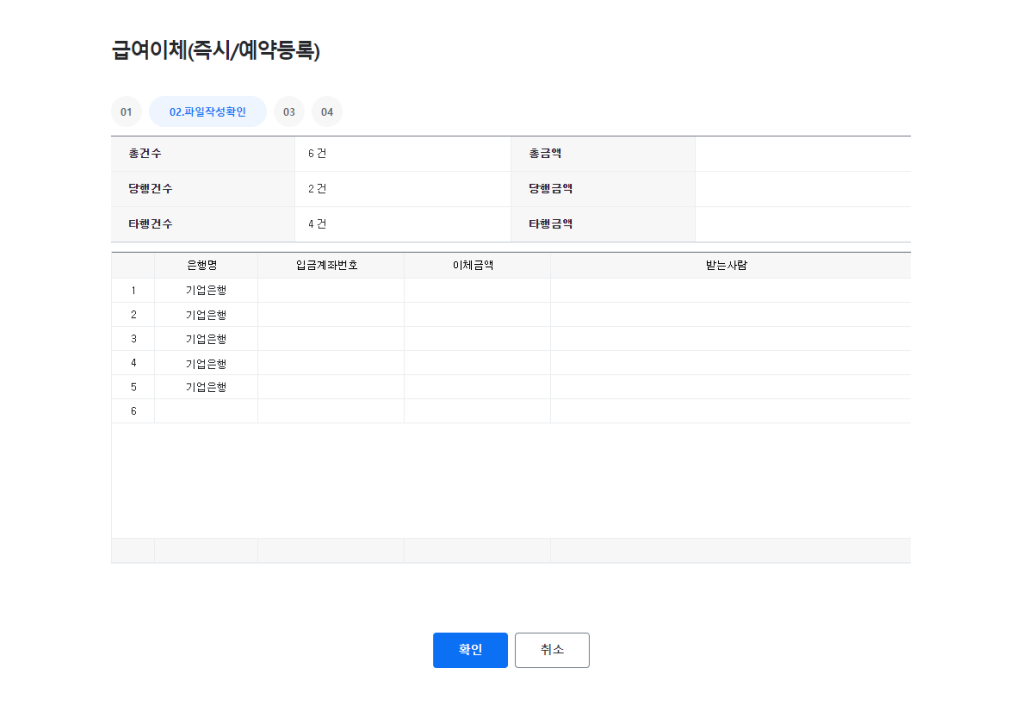 급여이체(즉시/예약등록)
01 02.파일작성확인 03 04
총건수 6 건 총금액
당행건수 2 건 당행금액
타행건수 4 건 타행금액
은행명 입금계좌번호 이체금액 받는사람
1 기업은행
2 기업은행
3 기업은행
4 기업은행
5 기업은행
6
확인 취소